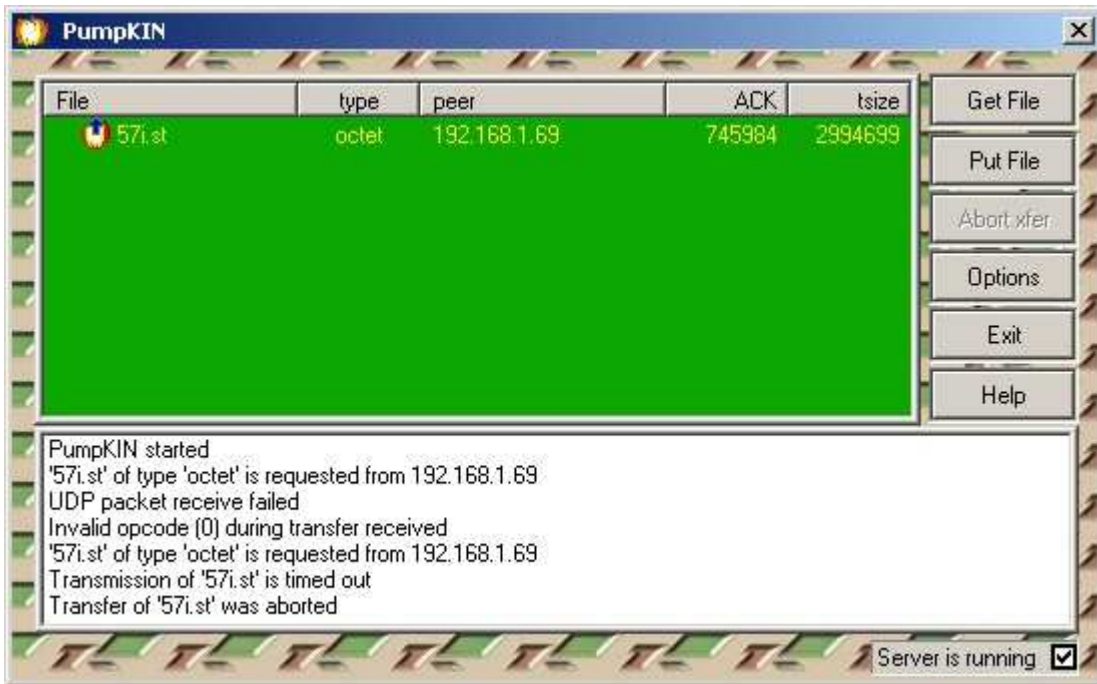 PumpKIN
File type peer ACK tsize
57i.st octet 192.168.1.69 745984 2994699
Get File
Put File
Abort xfer
Options
Exit
Help
PumpKIN started
'57i.st' of type 'octet' is requested from 192.168.1.69
UDP packet receive failed
Invalid opcode (0) during transfer received
'57i.st' of type 'octet' is requested from 192.168.1.69
Transmission of '57i.st' is timed out
Transfer of '57i.st' was aborted
Server is running